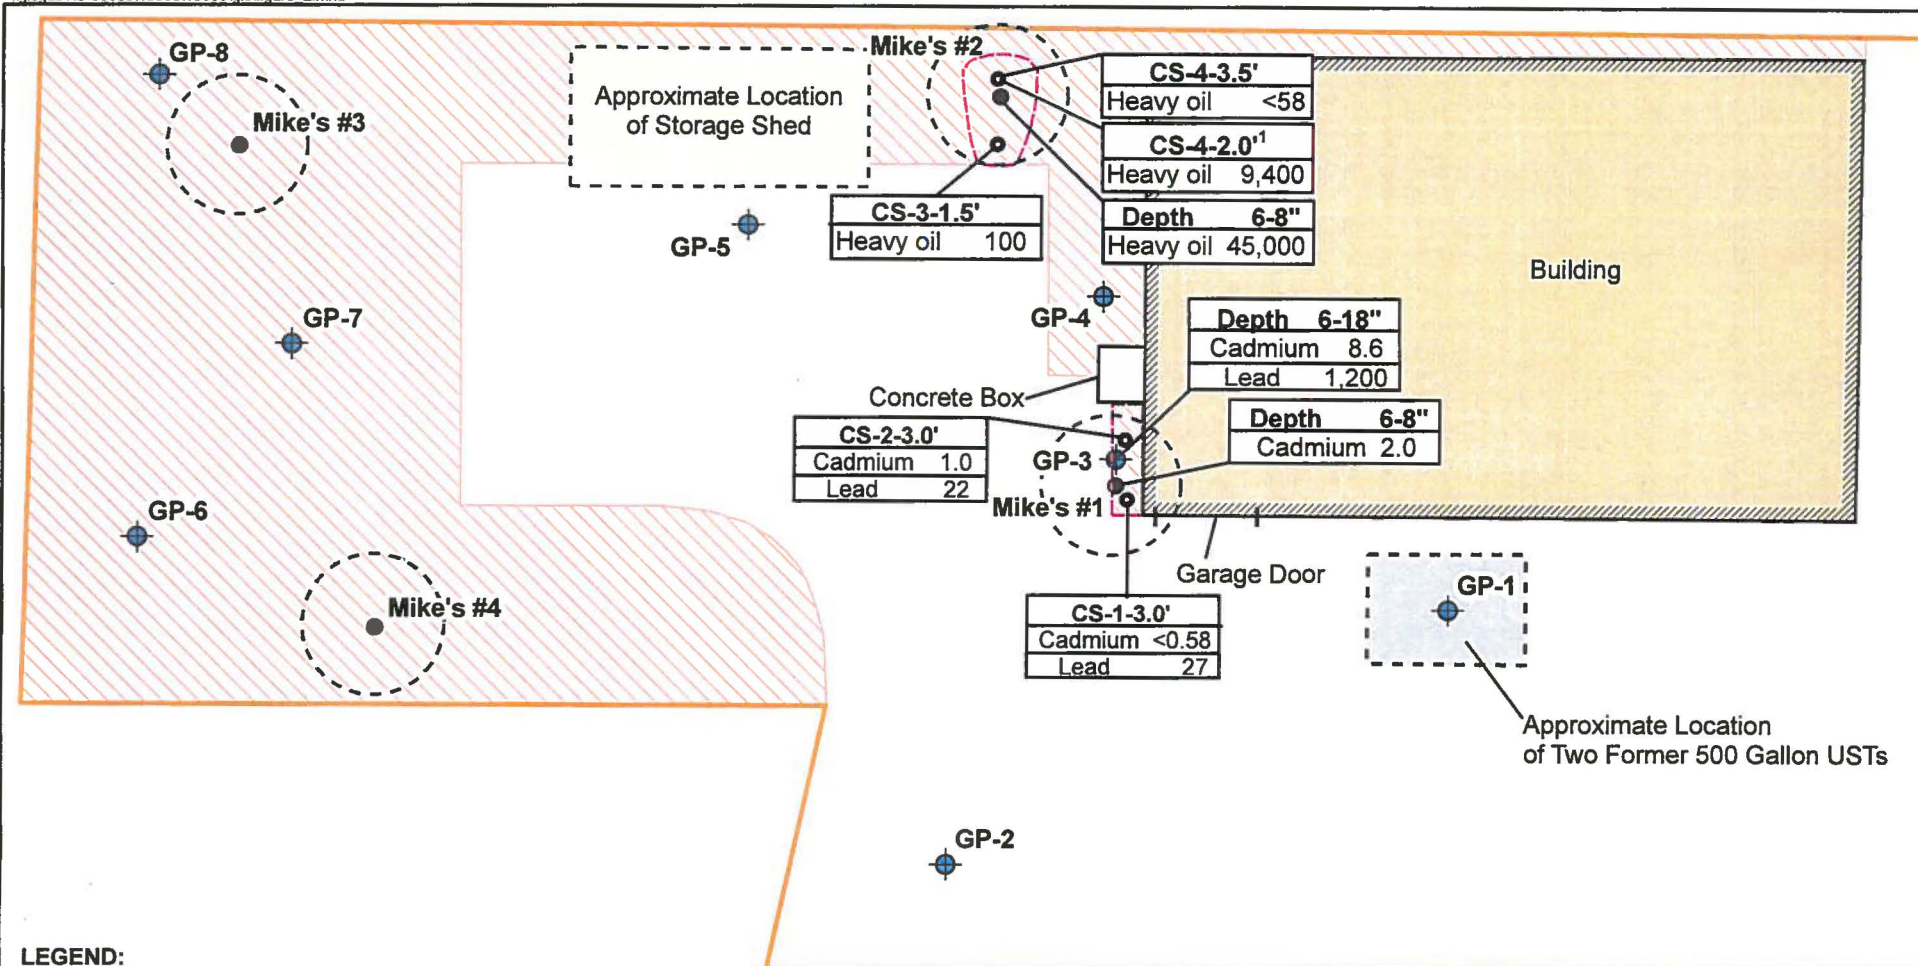 GP-8
Mike's #3
Approximate Location
of Storage Shed
Mike's #2
CS-4-3.5'
Heavy oil <58
CS-4-2.0'¹
Heavy oil 9,400
Depth 6-8"
Heavy oil 45,000
CS-3-1.5'
Heavy oil 100
GP-5
Building
GP-7
GP-4
Depth 6-18"
Cadmium 8.6
Lead 1,200
Concrete Box
Depth 6-8"
Cadmium 2.0
CS-2-3.0'
Cadmium 1.0
Lead 22
GP-3
Mike's #1
GP-6
Garage Door
GP-1
Mike's #4
CS-1-3.0'
Cadmium <0.58
Lead 27
Approximate Location
of Two Former 500 Gallon USTs
GP-2
LEGEND: